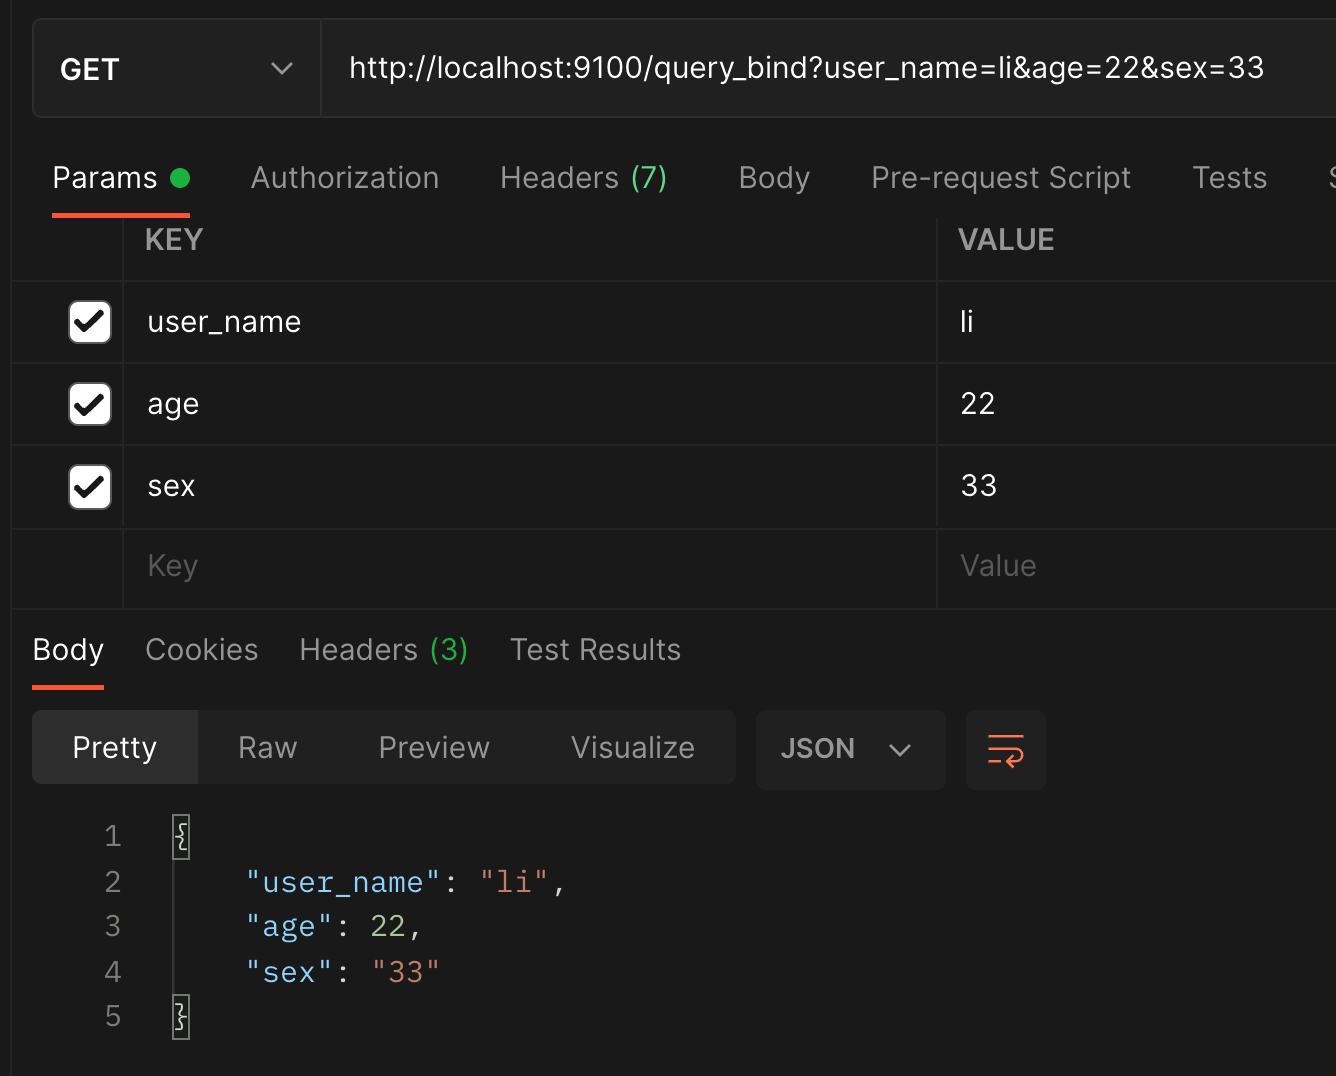 GET http://localhost:9100/query_bind?user_name=li&age=22&sex=33
Params Authorization Headers (7) Body Pre-request Script Tests
KEY VALUE
user_name li
age 22
sex 33
Key Value
Body Cookies Headers (3) Test Results
Pretty Raw Preview Visualize JSON
1 {
2 "user_name": "li",
3 "age": 22,
4 "sex": "33"
5 }